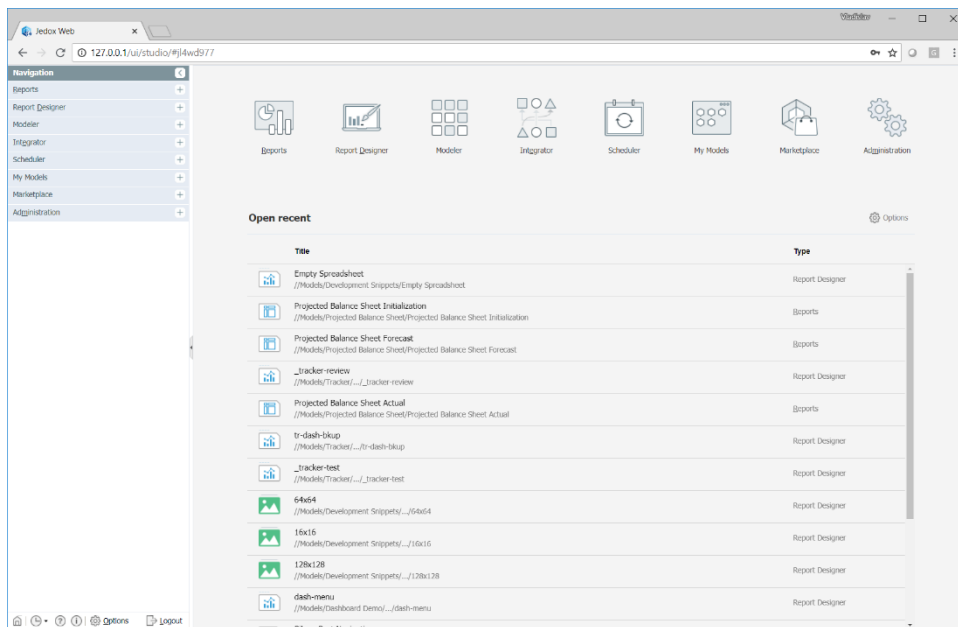 Vladislav
Jedox Web
127.0.0.1/ui/studio/#jl4wd977
Navigation
Reports
Report Designer
Modeler
Integrator
Scheduler
My Models
Marketplace
Administration
Reports Report Designer Modeler Integrator Scheduler My Models Marketplace Administration
Open recent Options
Title Type
Empty Spreadsheet
//Models/Development Snippets/Empty Spreadsheet
Report Designer
Projected Balance Sheet Initialization
//Models/Projected Balance Sheet/Projected Balance Sheet Initialization
Reports
Projected Balance Sheet Forecast
//Models/Projected Balance Sheet/Projected Balance Sheet Forecast
Reports
_tracker-review
//Models/Tracker/.../_tracker-review
Report Designer
Projected Balance Sheet Actual
//Models/Projected Balance Sheet/Projected Balance Sheet Actual
Reports
tr-dash-bkup
//Models/Tracker/.../tr-dash-bkup
Report Designer
_tracker-test
//Models/Tracker/.../_tracker-test
Report Designer
64x64
//Models/Development Snippets/.../64x64
Report Designer
16x16
//Models/Development Snippets/.../16x16
Report Designer
128x128
//Models/Development Snippets/.../128x128
Report Designer
dash-menu
//Models/Dashboard Demo/.../dash-menu
Report Designer
Options Logout